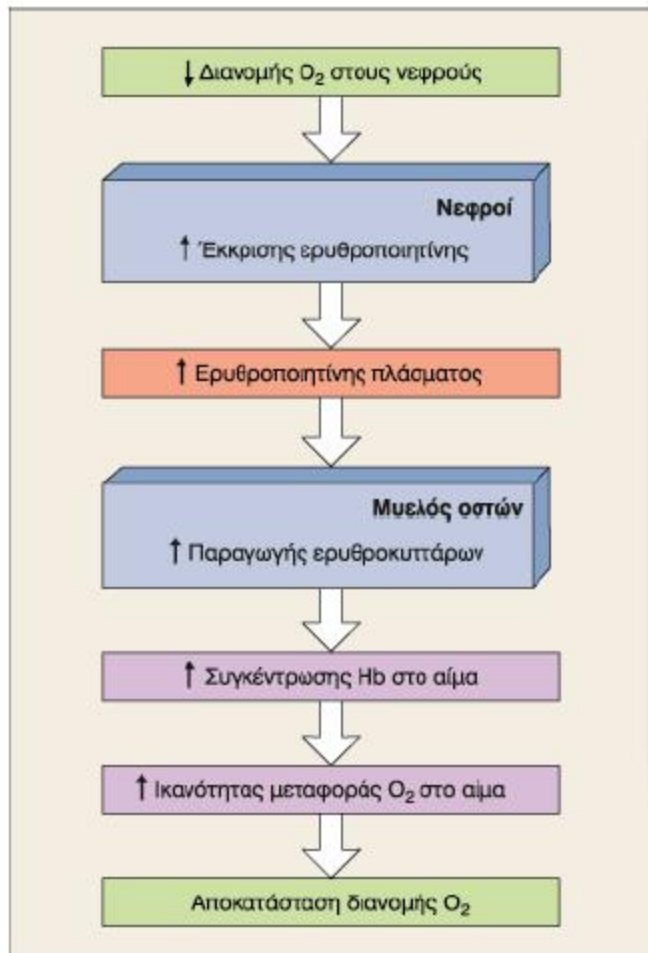 ↓ Διανομής O₂ στους νεφρούς
Νεφροί
↑ Έκκρισης ερυθροποιητίνης
↑ Ερυθροποιητίνης πλάσματος
Μυελός οστών
↑ Παραγωγής ερυθροκυττάρων
↑ Συγκέντρωσης Hb στο αίμα
↑ Ικανότητας μεταφοράς O₂ στο αίμα
Αποκατάσταση διανομής O₂